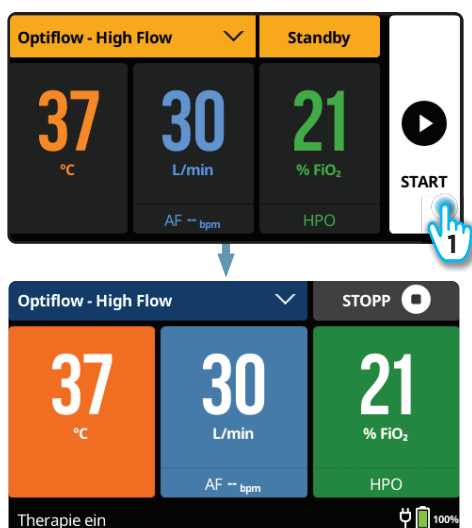 Optiflow - High Flow Standby
37 30 21
°C L/min % FiO₂
START
AF -- bpm HPO
1
Optiflow - High Flow STOPP
37 30 21
°C L/min % FiO₂
AF -- bpm HPO
Therapie ein 100%